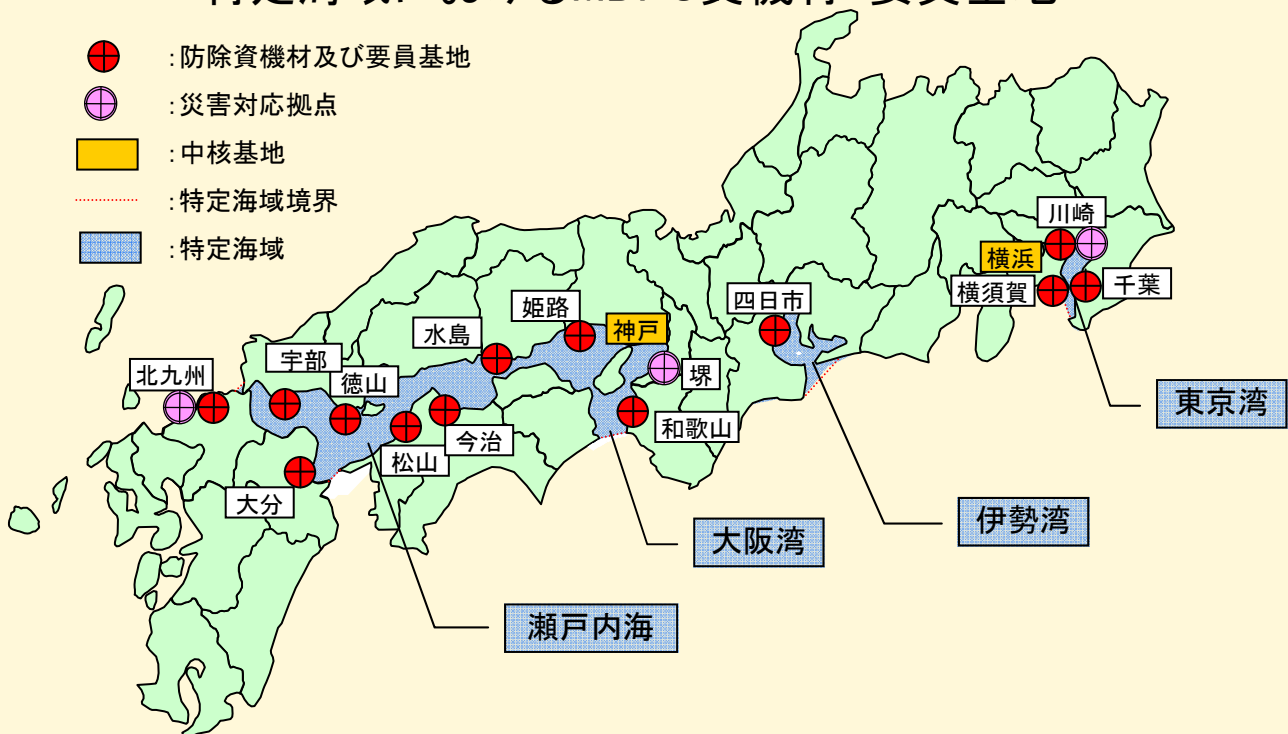 ：防除資機材及び要員基地
：災害対応拠点
：中核基地
：特定海域境界
：特定海域
川崎
横浜
横須賀
千葉
四日市
姫路
神戸
水島
堺
宇部
徳山
北九州
和歌山
今治
松山
大分
東京湾
伊勢湾
大阪湾
瀬戸内海